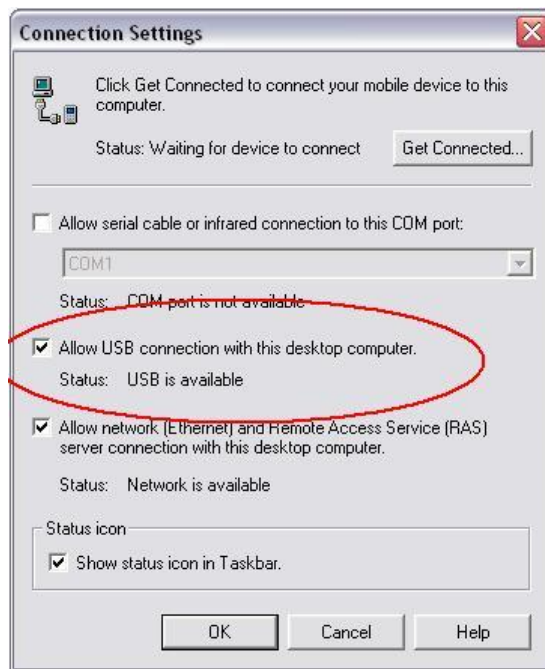 Connection Settings
Click Get Connected to connect your mobile device to this
computer.
Status: Waiting for device to connect
Get Connected...
Allow serial cable or infrared connection to this COM port:
COM1
Status: COM port is not available
Allow USB connection with this desktop computer.
Status: USB is available
Allow network (Ethernet) and Remote Access Service (RAS)
server connection with this desktop computer.
Status: Network is available
Status icon
Show status icon in Taskbar.
OK
Cancel
Help